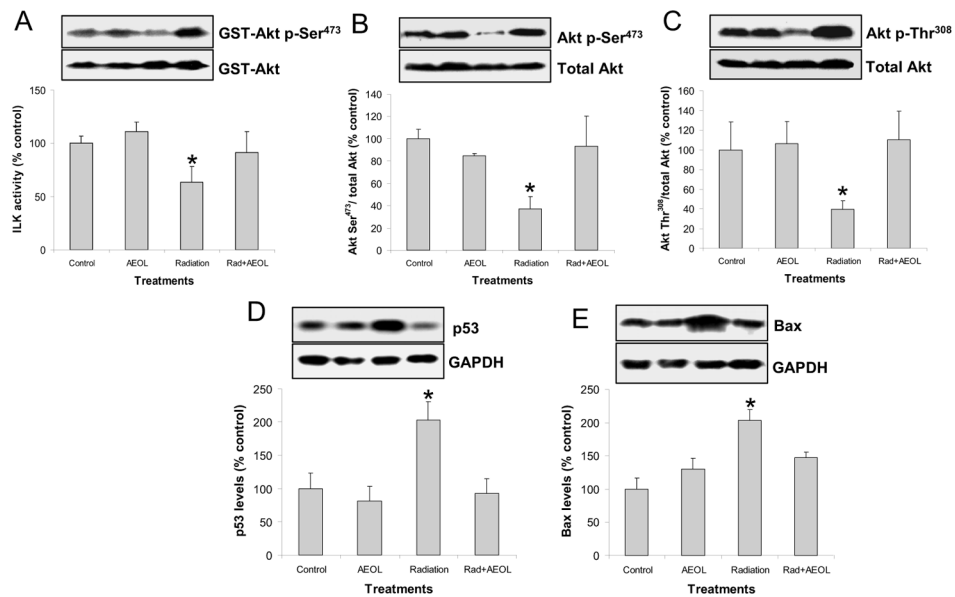 A
GST-Akt p-Ser⁴⁷³
GST-Akt
ILK activity (% control)
150
100
50
0
*
Control AEOL Radiation Rad+AEOL
Treatments
B
Akt p-Ser⁴⁷³
Total Akt
Akt Ser⁴⁷³/ total Akt (% control)
140
120
100
80
60
40
20
0
*
Control AEOL Radiation Rad+AEOL
Treatments
C
Akt p-Thr³⁰⁸
Total Akt
Akt Thr³⁰⁸/total Akt (% control)
160
140
120
100
80
60
40
20
0
*
Control AEOL Radiation Rad+AEOL
Treatments
D
p53
GAPDH
p53 levels (% control)
250
200
150
100
50
0
*
Control AEOL Radiation Rad+AEOL
Treatments
E
Bax
GAPDH
Bax levels (% control)
250
200
150
100
50
0
*
Control AEOL Radiation Rad+AEOL
Treatments